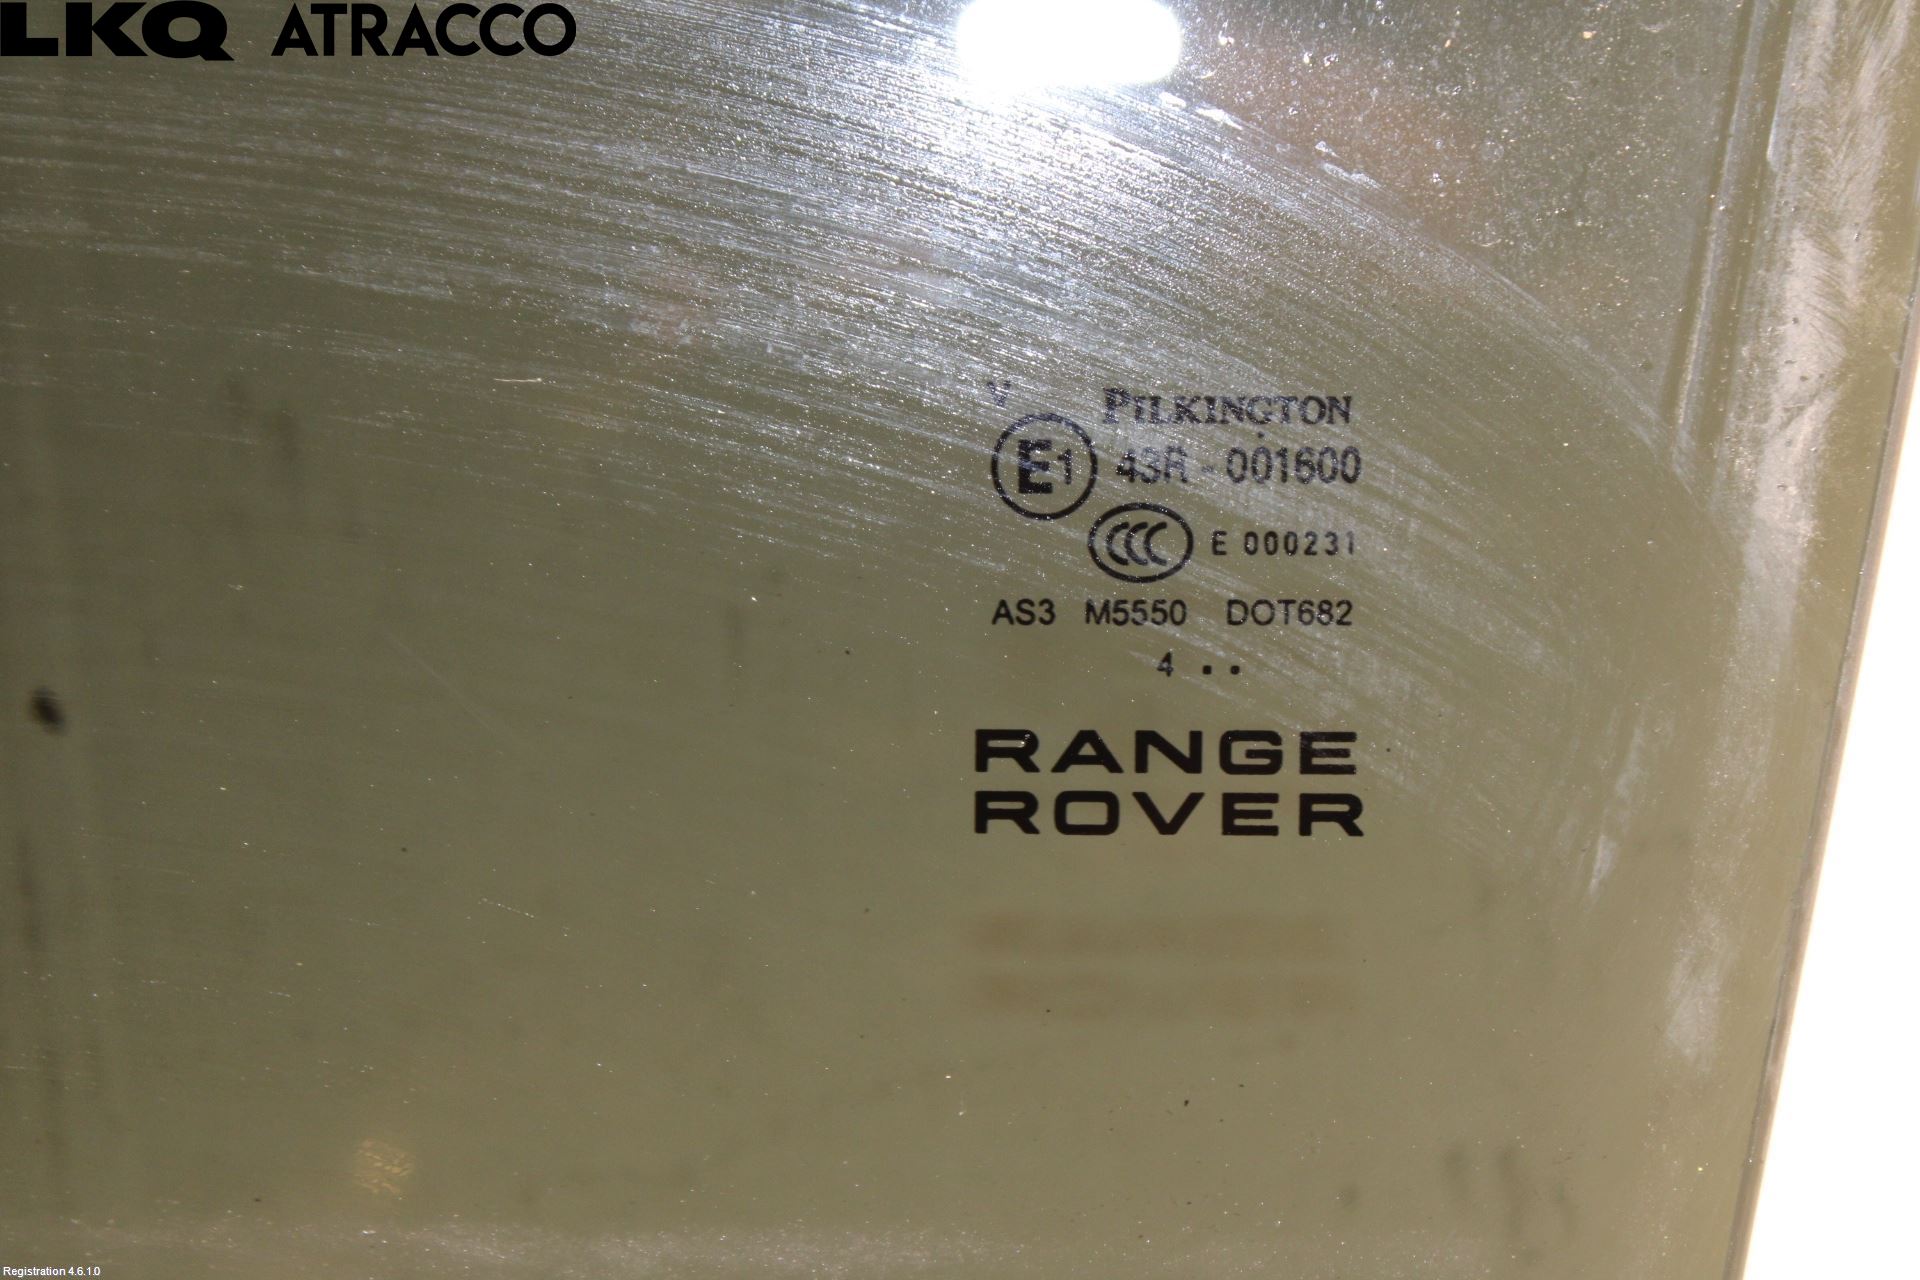 LKQ ATRACCO
V
PILKINGTON
E1 43R - 001600
CCC E 000231
AS3 M5550 DOT682
4 . .
RANGE
ROVER
Registration 4.6.1.0